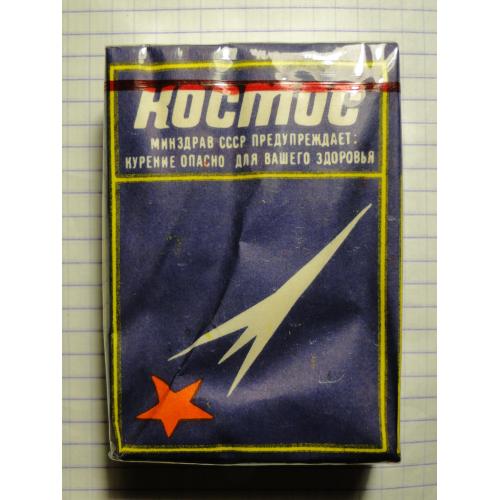 Космос
МИНЗДРАВ СССР ПРЕДУПРЕЖДАЕТ:
КУРЕНИЕ ОПАСНО ДЛЯ ВАШЕГО ЗДОРОВЬЯ